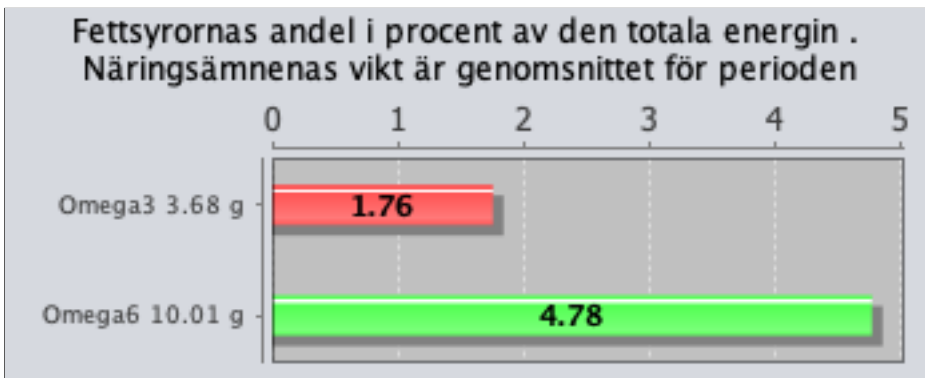 Fettsyrornas andel i procent av den totala energin .
Näringsämnenas vikt är genomsnittet för perioden
0 1 2 3 4 5
Omega3 3.68 g 1.76
Omega6 10.01 g 4.78